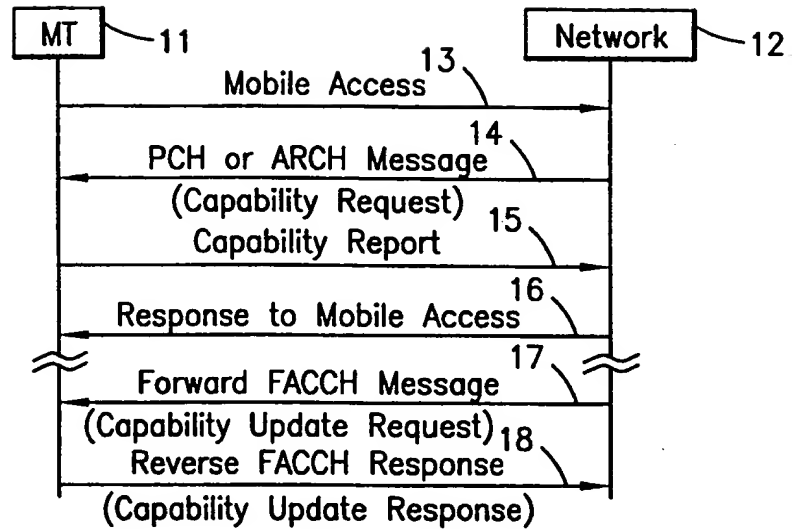 MT 11
Network 12
13
Mobile Access
14
PCH or ARCH Message
(Capability Request)
15
Capability Report
16
Response to Mobile Access
17
Forward FACCH Message
(Capability Update Request)
18
Reverse FACCH Response
(Capability Update Response)